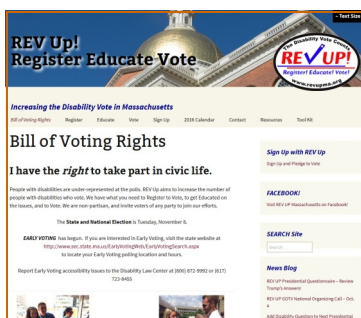 - Text Size
REV Up!
Register Educate Vote
The Disability Vote Counts
REV UP!
Register! Educate! Vote!
www.revupma.org
Increasing the Disability Vote in Massachusetts
Bill of Voting Rights Register Educate Vote Sign Up 2016 Calendar Contact Resources Tool Kit
Bill of Voting Rights
I have the right to take part in civic life.
People with disabilities are under-represented at the polls. REV Up aims to increase the number of
people with disabilities who vote. We have what you need to Register to Vote, to get Educated on
the issues, and to Vote. We are non-partisan, and invite voters of any party to join our efforts.
The State and National Election is Tuesday, November 8.
EARLY VOTING has begun. If you are interested in Early Voting, visit the state website at
http://www.sec.state.ma.us/EarlyVotingWeb/EarlyVotingSearch.aspx
to locate your Early Voting polling location and hours.
Report Early Voting accessibility issues to the Disability Law Center at (800) 872-9992 or (617)
723-8455
Sign Up with REV Up
Sign Up and Pledge to Vote
FACEBOOK!
Visit REV UP Massachusetts on Facebook!
SEARCH Site
Search
News Blog
REV UP Presidential Questionnaire – Review
Trump's Answers!
REV UP GOTV National Organizing Call - Oct.
Add Disability Question to Next Presidential